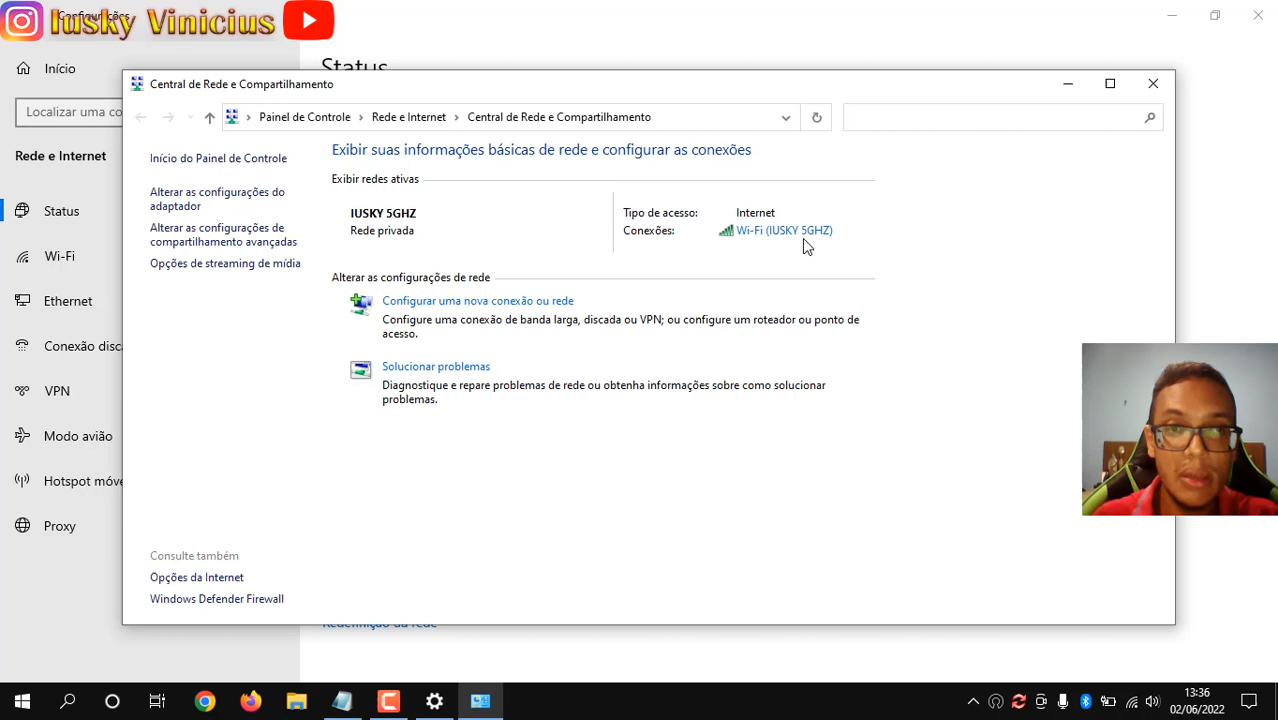 Configurações
Iusky Vinicius
Início
Status
Localizar uma co
Rede e Internet
Status
Wi-Fi
Ethernet
Conexão disc
VPN
Modo avião
Hotspot móve
Proxy
Central de Rede e Compartilhamento
Painel de Controle
Rede e Internet
Central de Rede e Compartilhamento
Início do Painel de Controle
Alterar as configurações do
adaptador
Alterar as configurações de
compartilhamento avançadas
Opções de streaming de mídia
Consulte também
Opções da Internet
Windows Defender Firewall
Exibir suas informações básicas de rede e configurar as conexões
Exibir redes ativas
IUSKY 5GHZ
Rede privada
Tipo de acesso: Internet
Conexões: Wi-Fi (IUSKY 5GHZ)
Alterar as configurações de rede
Configurar uma nova conexão ou rede
Configure uma conexão de banda larga, discada ou VPN; ou configure um roteador ou ponto de
acesso.
Solucionar problemas
Diagnostique e repare problemas de rede ou obtenha informações sobre como solucionar
problemas.
Redefinição da rede
13:36
02/06/2022